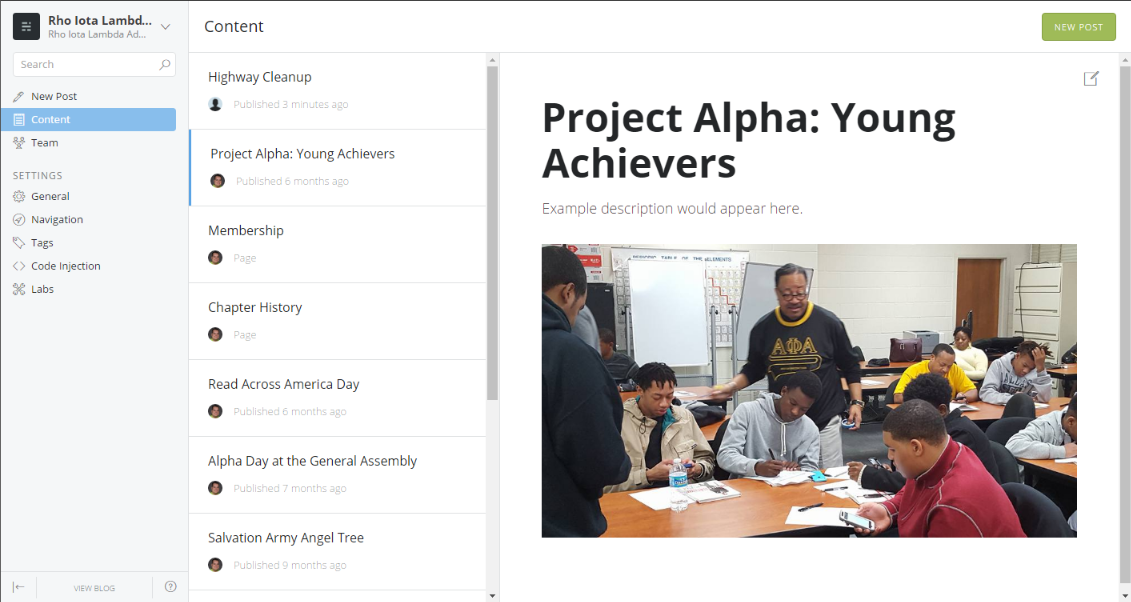 Rho Iota Lambd...
Rho Iota Lambda Ad...
Search
New Post
Content
Team
SETTINGS
General
Navigation
Tags
Code Injection
Labs
VIEW BLOG
Content
NEW POST
Highway Cleanup
Published 3 minutes ago
Project Alpha: Young Achievers
Published 6 months ago
Membership
Page
Chapter History
Page
Read Across America Day
Published 6 months ago
Alpha Day at the General Assembly
Published 7 months ago
Salvation Army Angel Tree
Published 9 months ago
Project Alpha: Young
Achievers
Example description would appear here.
TABLE OF THE ELEMENTS
ΑΦΑ